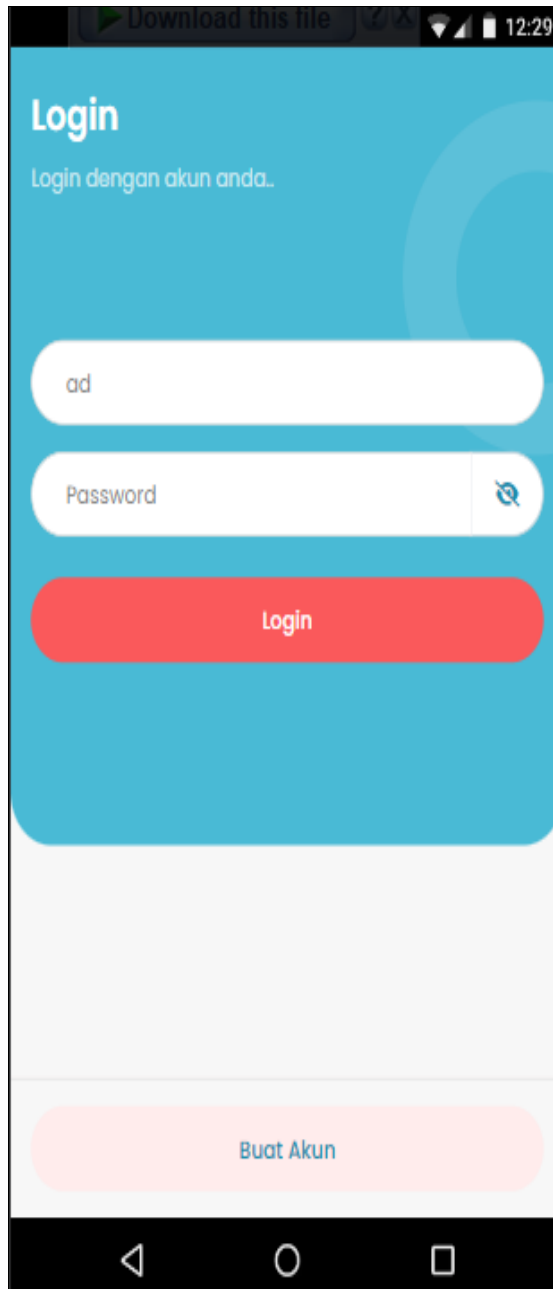 Download this file ? X
12:29
Login
Login dengan akun anda..
ad
Password
Login
Buat Akun